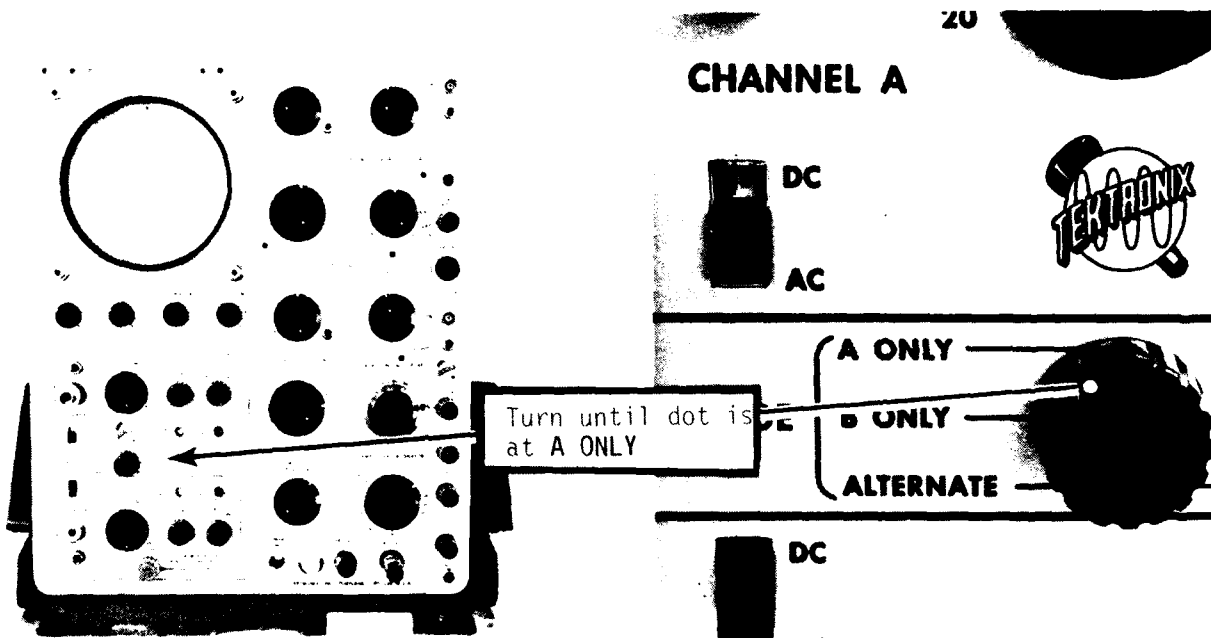 20
CHANNEL A
DC
AC
TEKTRONIX
A ONLY
B ONLY
ALTERNATE
Turn until dot is
at A ONLY
DC